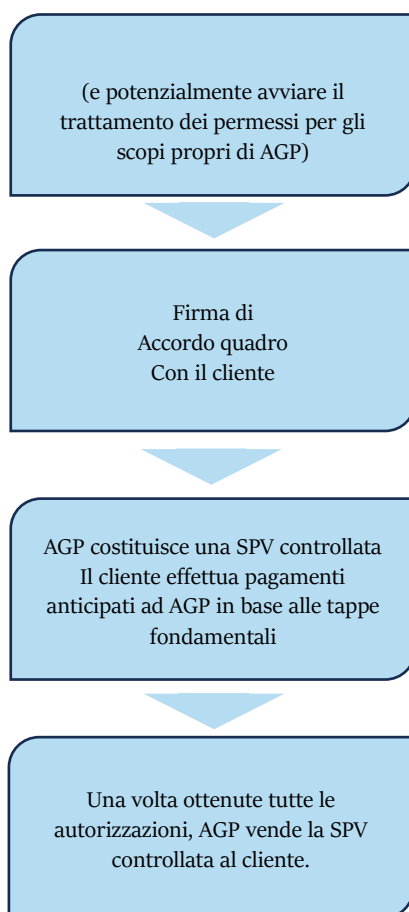 (e potenzialmente avviare il
trattamento dei permessi per gli
scopi propri di AGP)
Firma di
Accordo quadro
Con il cliente
AGP costituisce una SPV controllata
Il cliente effettua pagamenti
anticipati ad AGP in base alle tappe
fondamentali
Una volta ottenute tutte le
autorizzazioni, AGP vende la SPV
controllata al cliente.